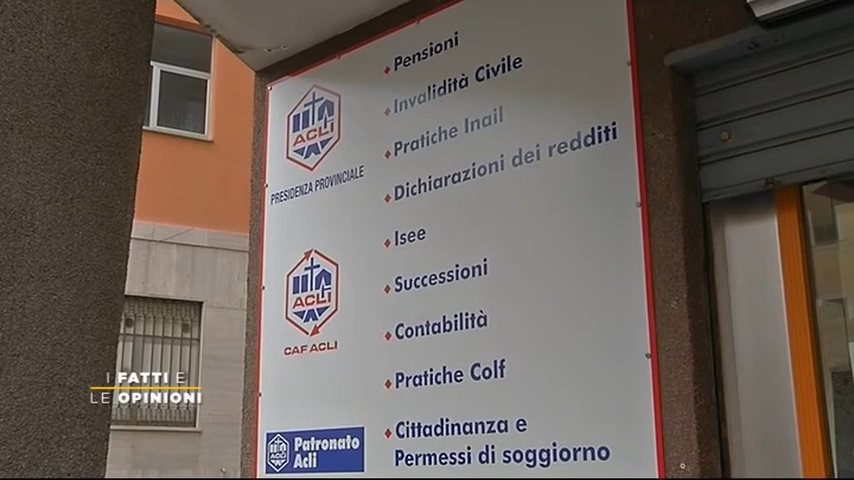 Pensioni
Invalidità Civile
Pratiche Inail
Dichiarazioni dei redditi
Isee
Successioni
Contabilità
Pratiche Colf
Cittadinanza e
Permessi di soggiorno
ACLI
PRESIDENZA PROVINCIALE
ACLI
CAF ACLI
ACLI
Patronato
Acli
I FATTI E
LE OPINIONI